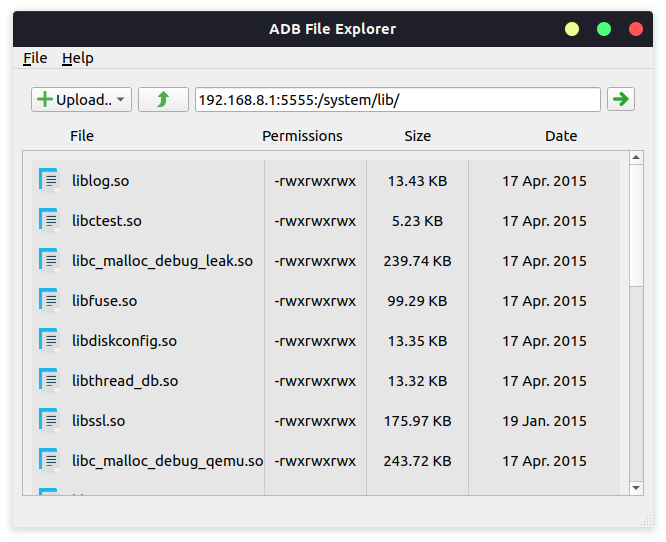 ADB File Explorer
File Help
Upload.. 192.168.8.1:5555:/system/lib/
File Permissions Size Date
liblog.so -rwxrwxrwx 13.43 KB 17 Apr. 2015
libctest.so -rwxrwxrwx 5.23 KB 17 Apr. 2015
libc_malloc_debug_leak.so -rwxrwxrwx 239.74 KB 17 Apr. 2015
libfuse.so -rwxrwxrwx 99.29 KB 17 Apr. 2015
libdiskconfig.so -rwxrwxrwx 13.35 KB 17 Apr. 2015
libthread_db.so -rwxrwxrwx 13.32 KB 17 Apr. 2015
libssl.so -rwxrwxrwx 175.97 KB 19 Jan. 2015
libc_malloc_debug_qemu.so -rwxrwxrwx 243.72 KB 17 Apr. 2015